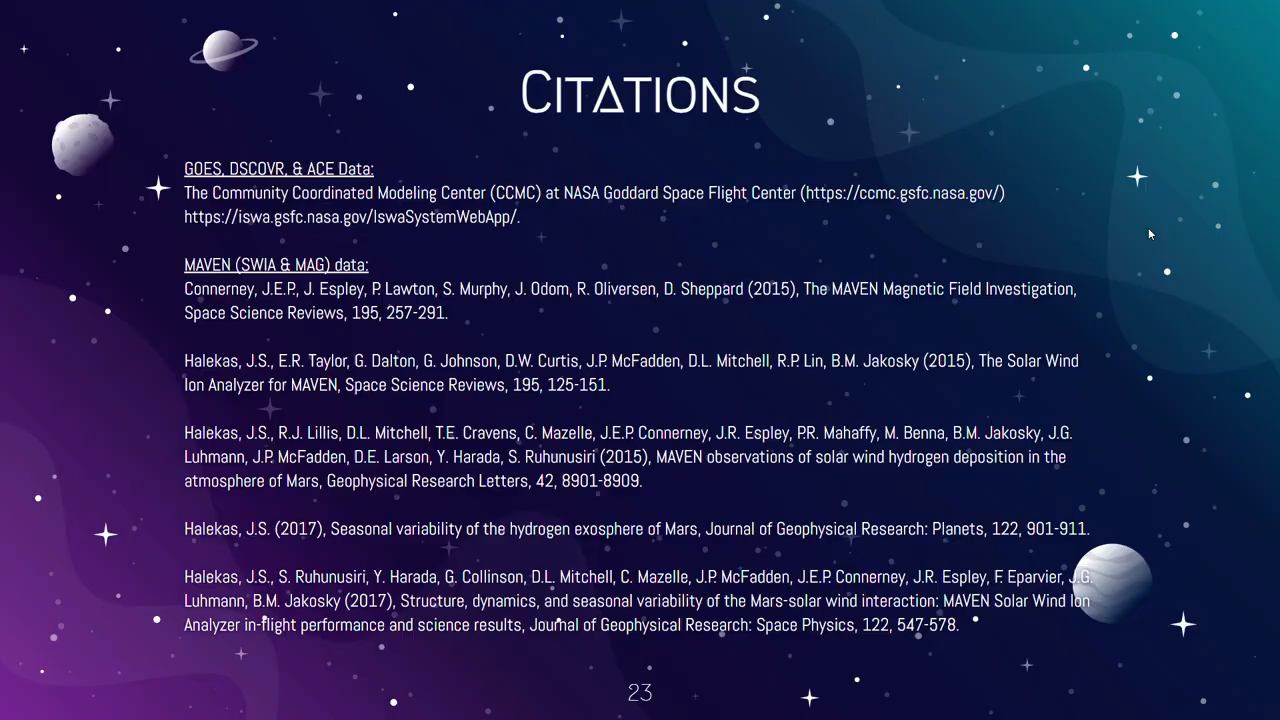 CITATIONS
GOES, DSCOVR, & ACE Data:
The Community Coordinated Modeling Center (CCMC) at NASA Goddard Space Flight Center (https://ccmc.gsfc.nasa.gov/)
https://iswa.gsfc.nasa.gov/IswaSystemWebApp/.
MAVEN (SWIA & MAG) data:
Connerney, J.E.P., J. Espley, P. Lawton, S. Murphy, J. Odom, R. Oliversen, D. Sheppard (2015), The MAVEN Magnetic Field Investigation,
Space Science Reviews, 195, 257-291.
Halekas, J.S., E.R. Taylor, G. Dalton, G. Johnson, D.W. Curtis, J.P. McFadden, D.L. Mitchell, R.P. Lin, B.M. Jakosky (2015), The Solar Wind
Ion Analyzer for MAVEN, Space Science Reviews, 195, 125-151.
Halekas, J.S., R.J. Lillis, D.L. Mitchell, T.E. Cravens, C. Mazelle, J.E.P. Connerney, J.R. Espley, P.R. Mahaffy, M. Benna, B.M. Jakosky, J.G.
Luhmann, J.P. McFadden, D.E. Larson, Y. Harada, S. Ruhunusiri (2015), MAVEN observations of solar wind hydrogen deposition in the
atmosphere of Mars, Geophysical Research Letters, 42, 8901-8909.
Halekas, J.S. (2017), Seasonal variability of the hydrogen exosphere of Mars, Journal of Geophysical Research: Planets, 122, 901-911.
Halekas, J.S., S. Ruhunusiri, Y. Harada, G. Collinson, D.L. Mitchell, C. Mazelle, J.P. McFadden, J.E.P. Connerney, J.R. Espley, F. Eparvier, J.G.
Luhmann, B.M. Jakosky (2017), Structure, dynamics, and seasonal variability of the Mars-solar wind interaction: MAVEN Solar Wind Ion
Analyzer in-flight performance and science results, Journal of Geophysical Research: Space Physics, 122, 547-578.
23